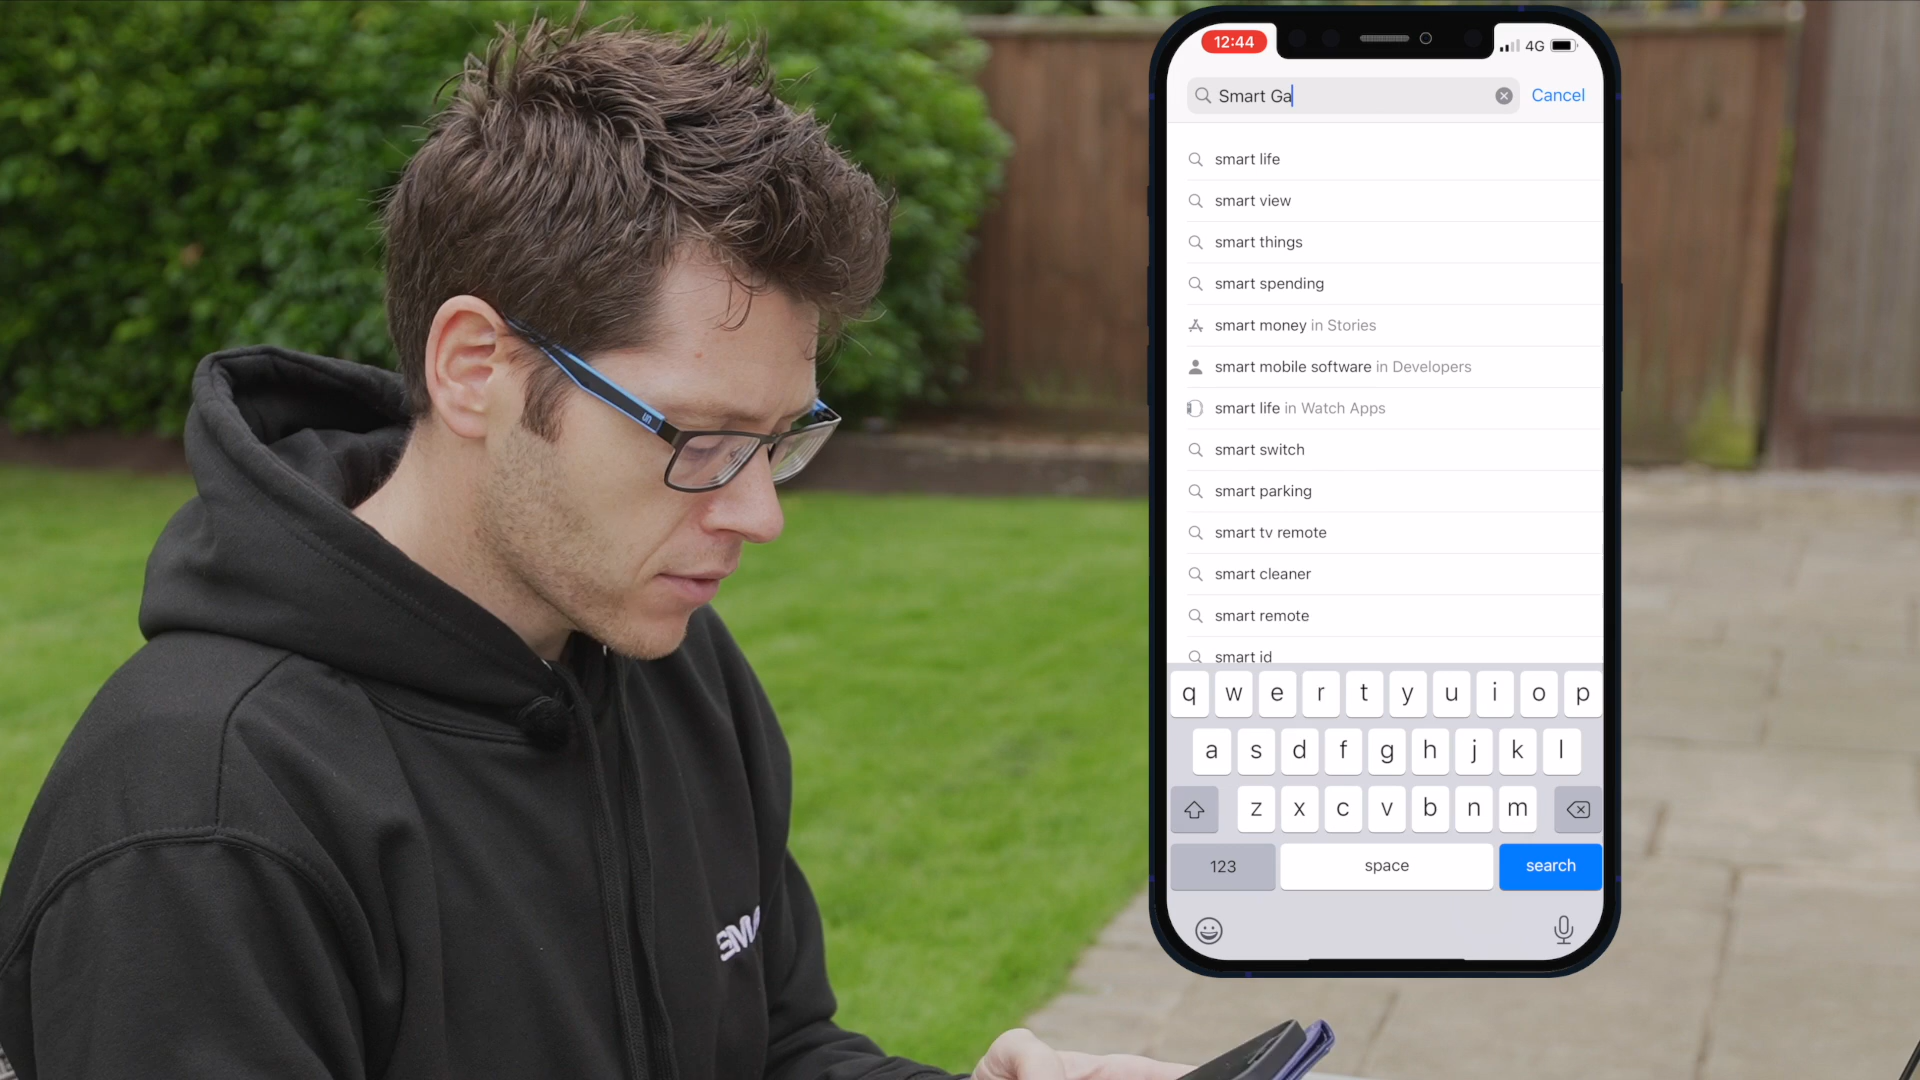 12:44
4G
Smart Ga
Cancel
smart life
smart view
smart things
smart spending
smart money in Stories
smart mobile software in Developers
smart life in Watch Apps
smart switch
smart parking
smart tv remote
smart cleaner
smart remote
smart id
q w e r t y u i o p
a s d f g h j k l
z x c v b n m
123
space
search